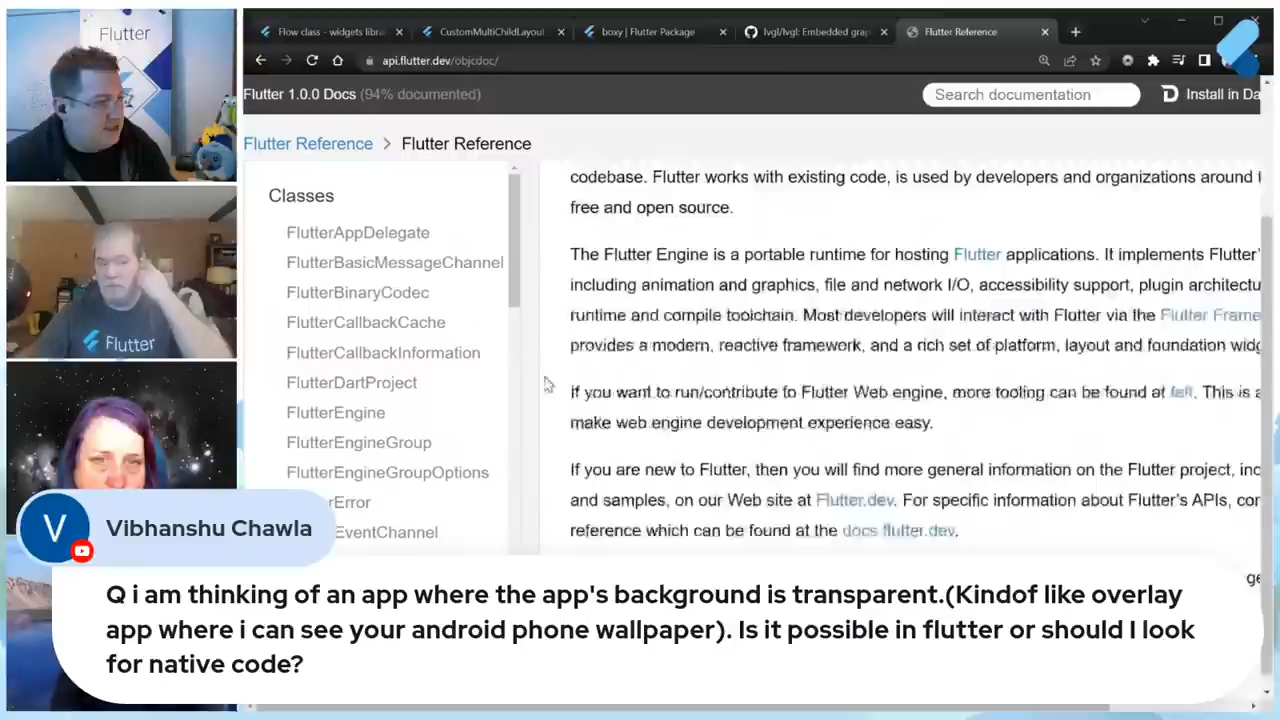 Flutter
Flow class - widgets libra
CustomMultiChildLayout
boxy | Flutter Package
lvgl/lvgl: Embedded grap
Flutter Reference
api.flutter.dev/objcdoc/
Flutter 1.0.0 Docs (94% documented)
Search documentation
Install in Da
Flutter Reference > Flutter Reference
Classes
FlutterAppDelegate
FlutterBasicMessageChannel
FlutterBinaryCodec
FlutterCallbackCache
FlutterCallbackInformation
FlutterDartProject
FlutterEngine
FlutterEngineGroup
FlutterEngineGroupOptions
rError
EventChannel
codebase. Flutter works with existing code, is used by developers and organizations around t
free and open source.
The Flutter Engine is a portable runtime for hosting Flutter applications. It implements Flutter'
including animation and graphics, file and network I/O, accessibility support, plugin architectu
runtime and compile toolchain. Most developers will interact with Flutter via the Flutter Frame
provides a modern, reactive framework, and a rich set of platform, layout and foundation widg
If you want to run/contribute to Flutter Web engine, more tooling can be found at felt. This is a
make web engine development experience easy.
If you are new to Flutter, then you will find more general information on the Flutter project, inc
and samples, on our Web site at Flutter.dev. For specific information about Flutter's APIs, con
reference which can be found at the docs.flutter.dev.
ge
Flutter
V
Vibhanshu Chawla
Q i am thinking of an app where the app's background is transparent.(Kindof like overlay
app where i can see your android phone wallpaper). Is it possible in flutter or should I look
for native code?